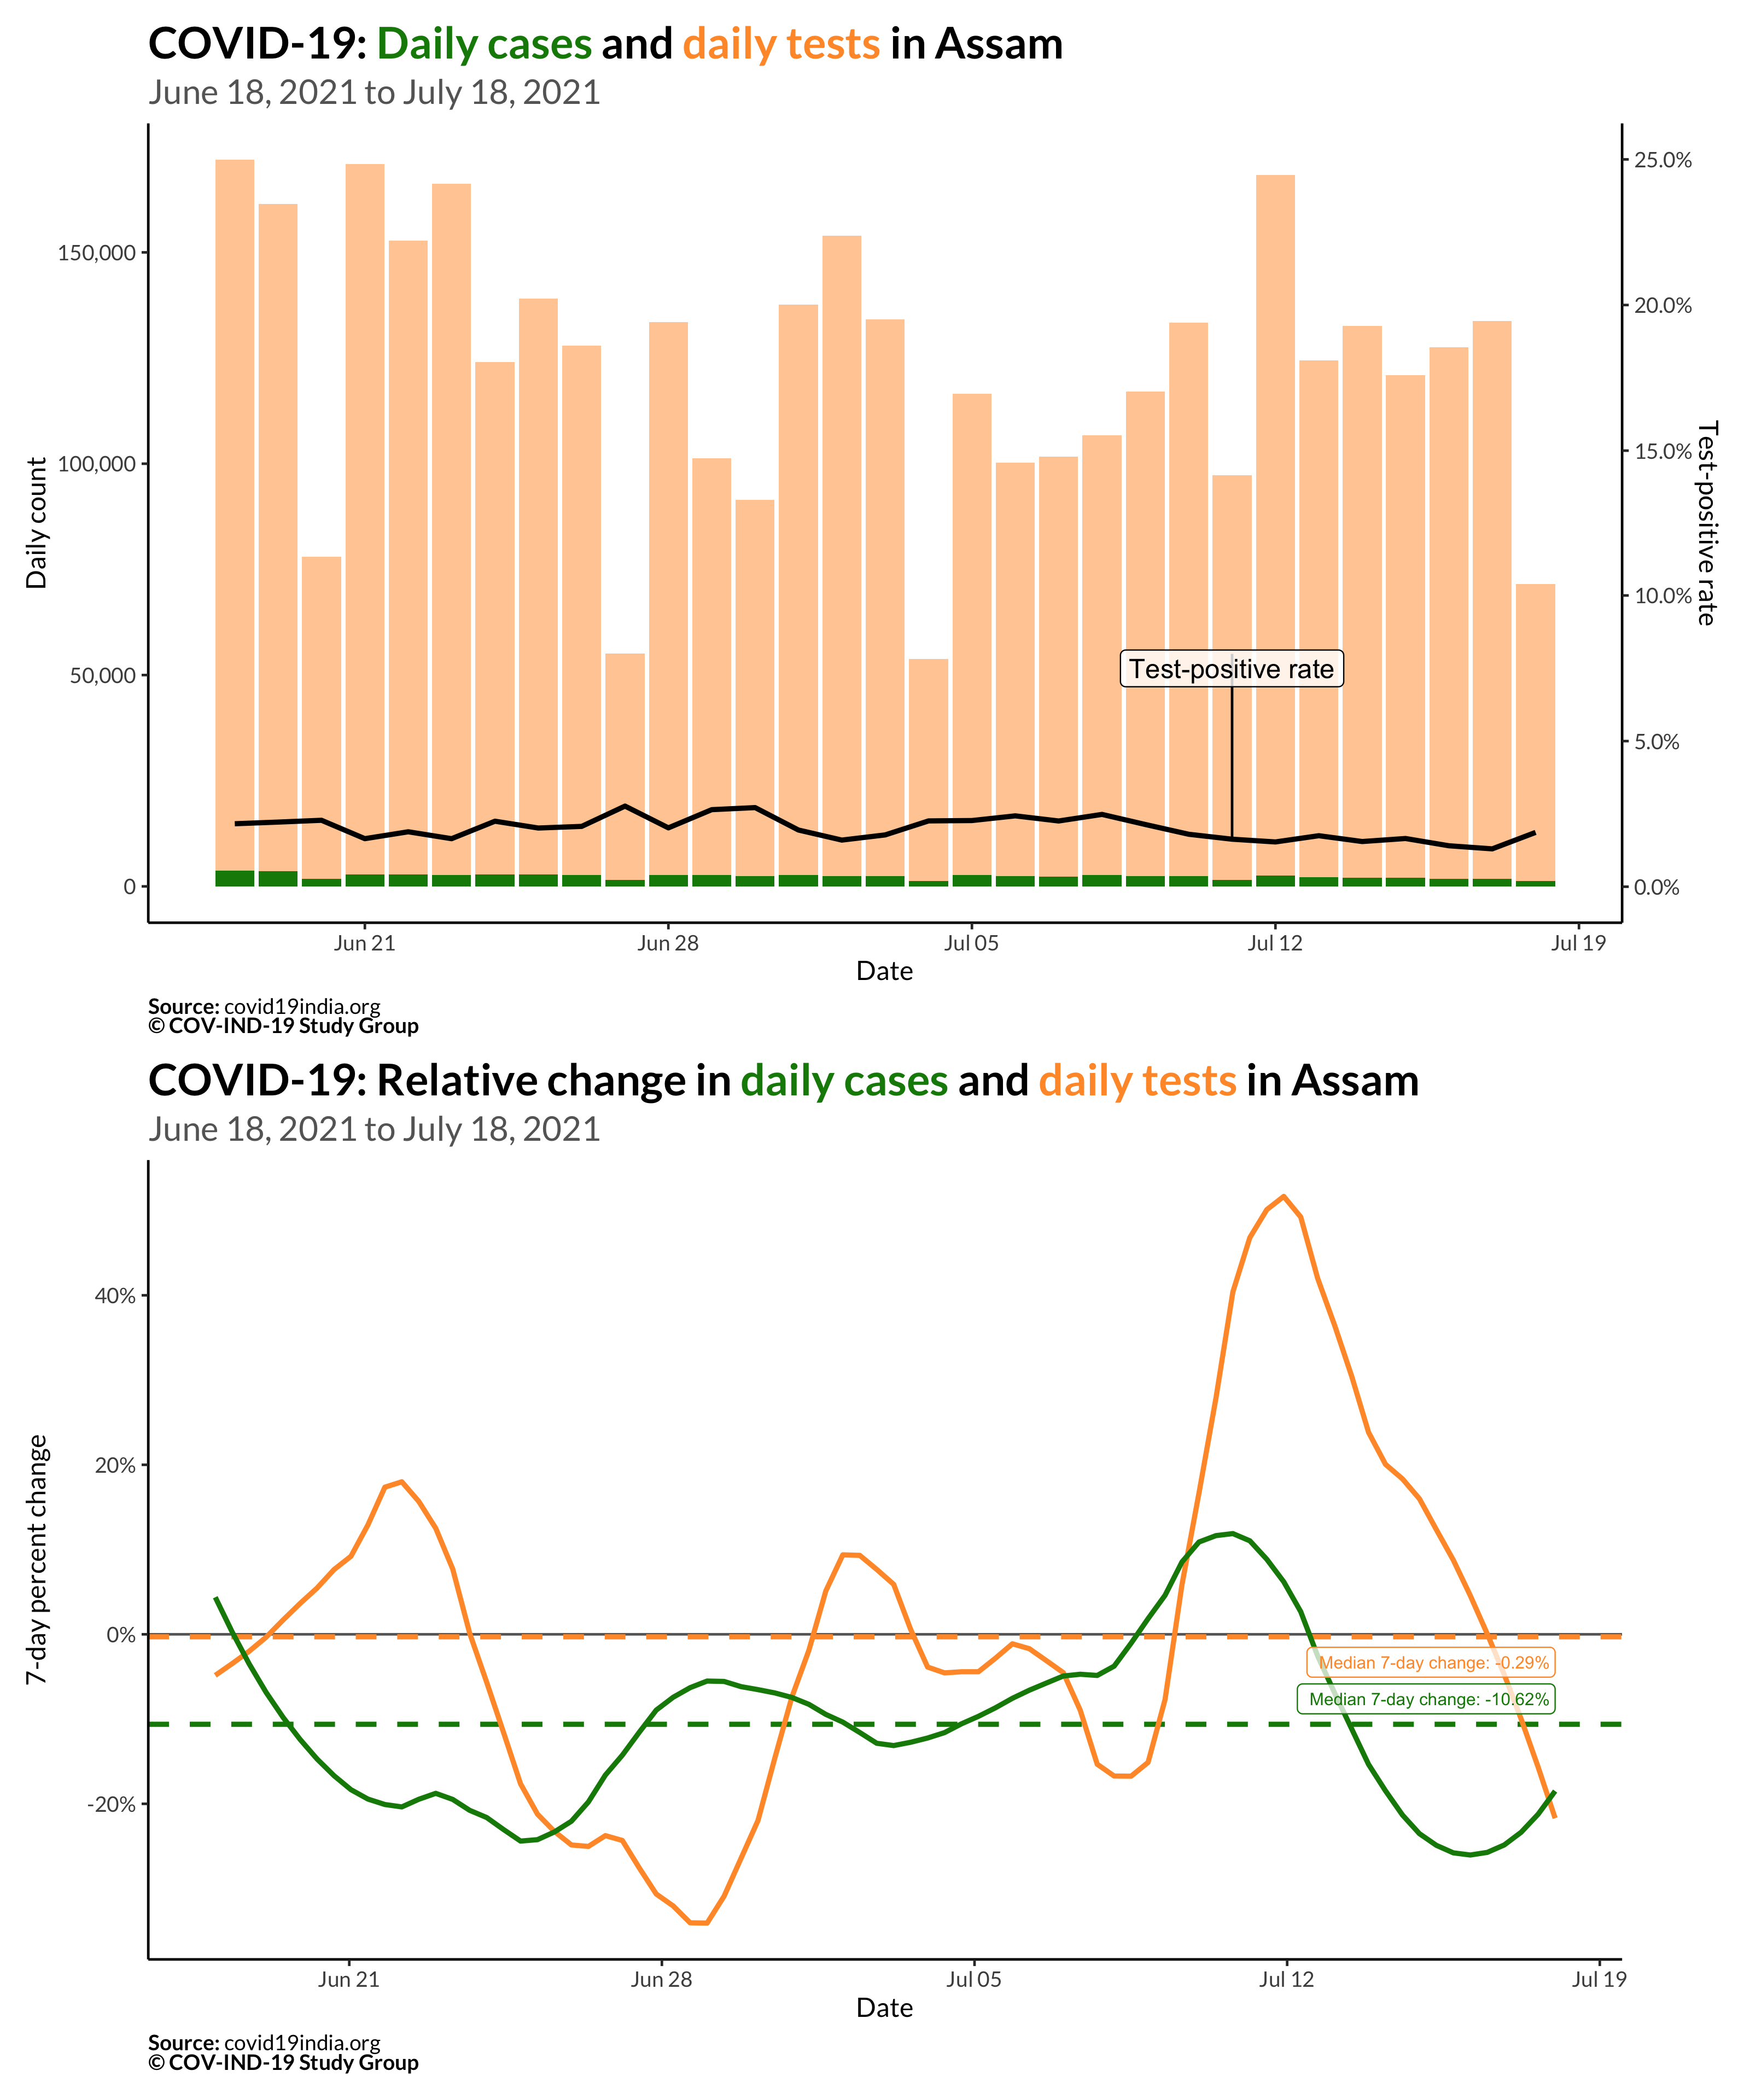 COVID-19: Daily cases and daily tests in Assam
June 18, 2021 to July 18, 2021
Daily count
150,000
100,000
50,000
0
25.0%
20.0%
15.0%
10.0%
5.0%
0.0%
Test-positive rate
Test-positive rate
Jun 21
Jun 28
Jul 05
Jul 12
Jul 19
Date
Source: covid19india.org
© COV-IND-19 Study Group
COVID-19: Relative change in daily cases and daily tests in Assam
June 18, 2021 to July 18, 2021
7-day percent change
40%
20%
0%
-20%
Median 7-day change: -0.29%
Median 7-day change: -10.62%
Jun 21
Jun 28
Jul 05
Jul 12
Jul 19
Date
Source: covid19india.org
© COV-IND-19 Study Group